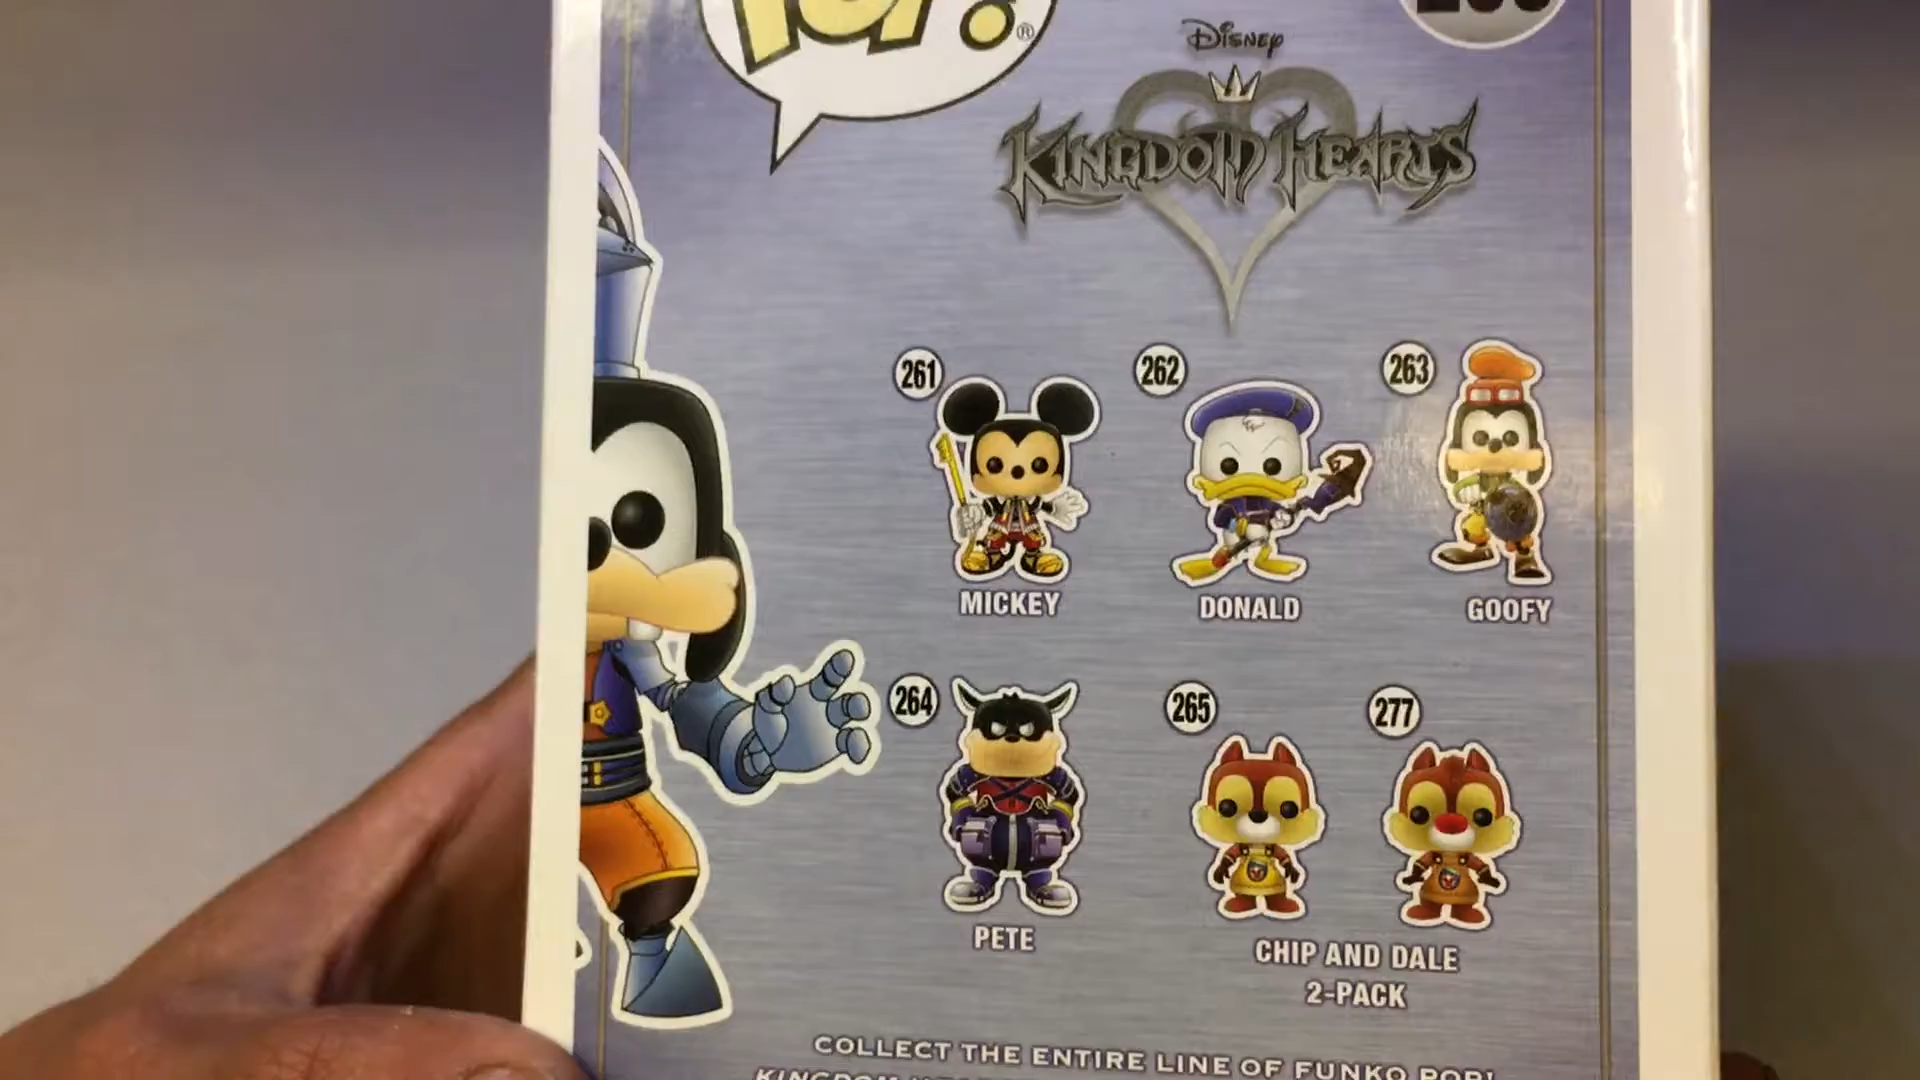 POP!®
DISNEY
KINGDOM HEARTS
261
262
263
MICKEY
DONALD
GOOFY
264
265
277
PETE
CHIP AND DALE
2-PACK
COLLECT THE ENTIRE LINE OF FUNKO POP!
KINGDOM